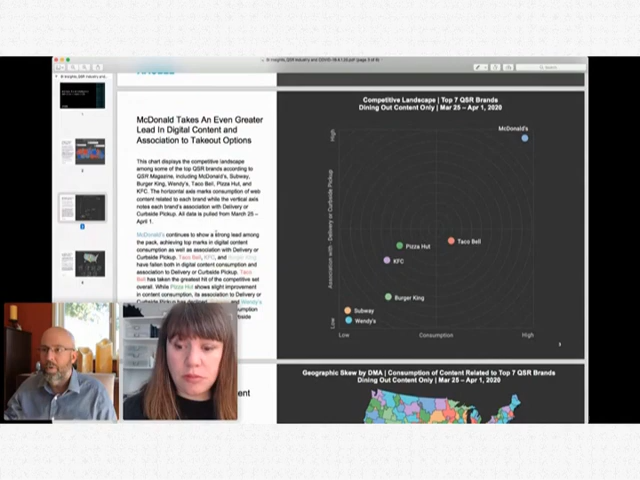 McDonald Takes An Even Greater
Lead In Digital Content and
Association to Takeout Options
This chart displays the competitive landscape
among some of the top QSR brands according to
QSR Magazine, including McDonald's, Subway,
Burger King, Wendy's, Taco Bell, Pizza Hut, and
KFC. The horizontal axis marks consumption of web
content related to each brand while the vertical axis
notes each brand's association with Delivery or
Curbside Pickup. All data is pulled from March 25 –
April 1.
McDonald's continues to show a strong lead among
the pack, achieving top marks in digital content
consumption as well as association with Delivery or
Curbside Pickup. Taco Bell, KFC, and Burger King
have fallen both in digital content consumption and
association to Delivery or Curbside Pickup. Taco
Bell has taken the greatest hit of the competitive set
overall. While Pizza Hut shows slight improvement
in content consumption, its association to Delivery or
Curbside Pickup has declined.
Wendy's
Competitive Landscape | Top 7 QSR Brands
Dining Out Content Only | Mar 25 – Apr 1, 2020
High
McDonald's
Association with - Delivery or Curbside Pickup
Taco Bell
Pizza Hut
KFC
Burger King
Subway
Wendy's
Low
Low
Consumption
High
Geographic Skew by DMA | Consumption of Content Related to Top 7 QSR Brands
Dining Out Content Only | Mar 25 – Apr 1, 2020